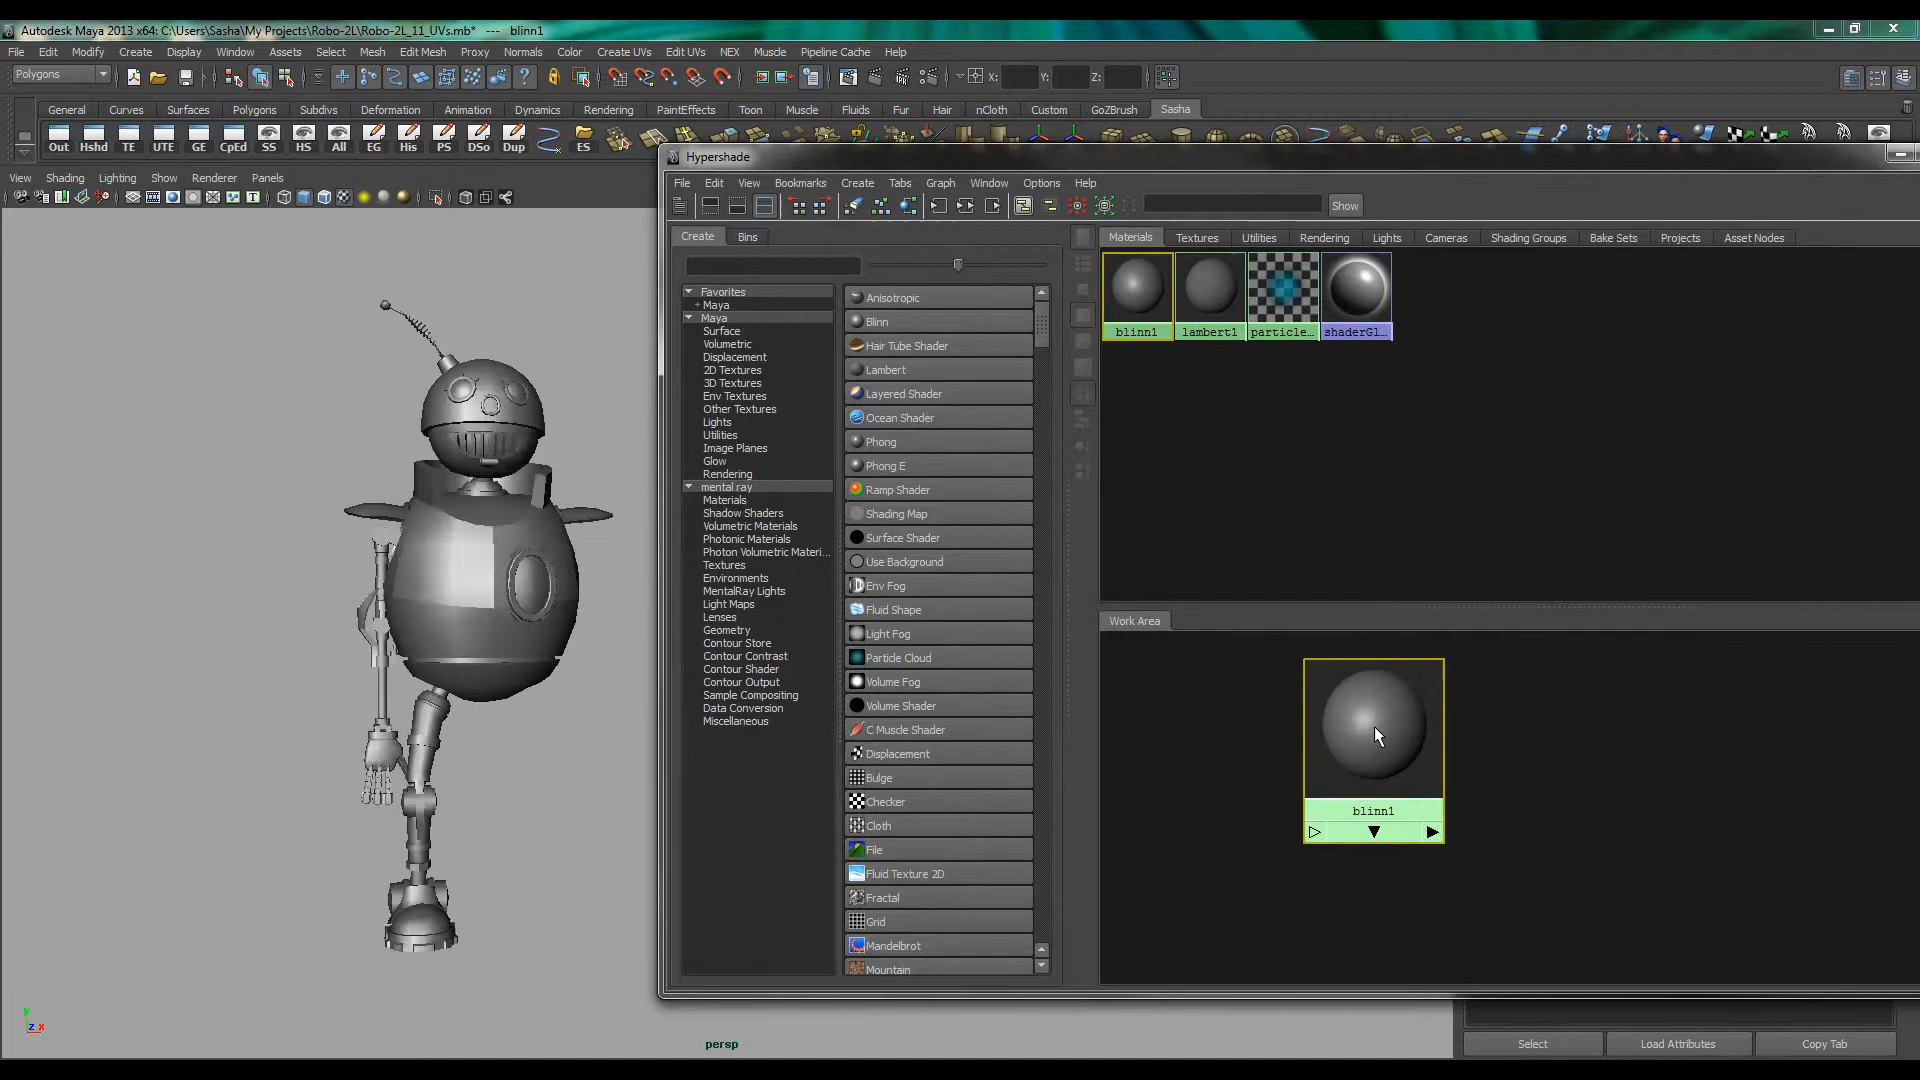 Autodesk Maya 2013 x64: C:\Users\Sasha\My Projects\Robo-2L\Robo-2L_11_UVs.mb* --- blinn1
File Edit Modify Create Display Window Assets Select Mesh Edit Mesh Proxy Normals Color Create UVs Edit UVs NEX Muscle Pipeline Cache Help
Polygons X: Y: Z:
General Curves Surfaces Polygons Subdivs Deformation Animation Dynamics Rendering PaintEffects Toon Muscle Fluids Fur Hair nCloth Custom GoZBrush Sasha
Out Hshd TE UTE GE CpEd SS HS All EG His PS DSo Dup ES
View Shading Lighting Show Renderer Panels
Hypershade
File Edit View Bookmarks Create Tabs Graph Window Options Help
Show
Create Bins
Favorites
+ Maya
Maya
Surface
Volumetric
Displacement
2D Textures
3D Textures
Env Textures
Other Textures
Lights
Utilities
Image Planes
Glow
Rendering
mental ray
Materials
Shadow Shaders
Volumetric Materials
Photonic Materials
Photon Volumetric Materi...
Textures
Environments
MentalRay Lights
Light Maps
Lenses
Geometry
Contour Store
Contour Contrast
Contour Shader
Contour Output
Sample Compositing
Data Conversion
Miscellaneous
Anisotropic
Blinn
Hair Tube Shader
Lambert
Layered Shader
Ocean Shader
Phong
Phong E
Ramp Shader
Shading Map
Surface Shader
Use Background
Env Fog
Fluid Shape
Light Fog
Particle Cloud
Volume Fog
Volume Shader
C Muscle Shader
Displacement
Bulge
Checker
Cloth
File
Fluid Texture 2D
Fractal
Grid
Mandelbrot
Mountain
Materials Textures Utilities Rendering Lights Cameras Shading Groups Bake Sets Projects Asset Nodes
blinn1 lambert1 particle... shaderGl...
Work Area
blinn1
y
z x
persp
Select Load Attributes Copy Tab